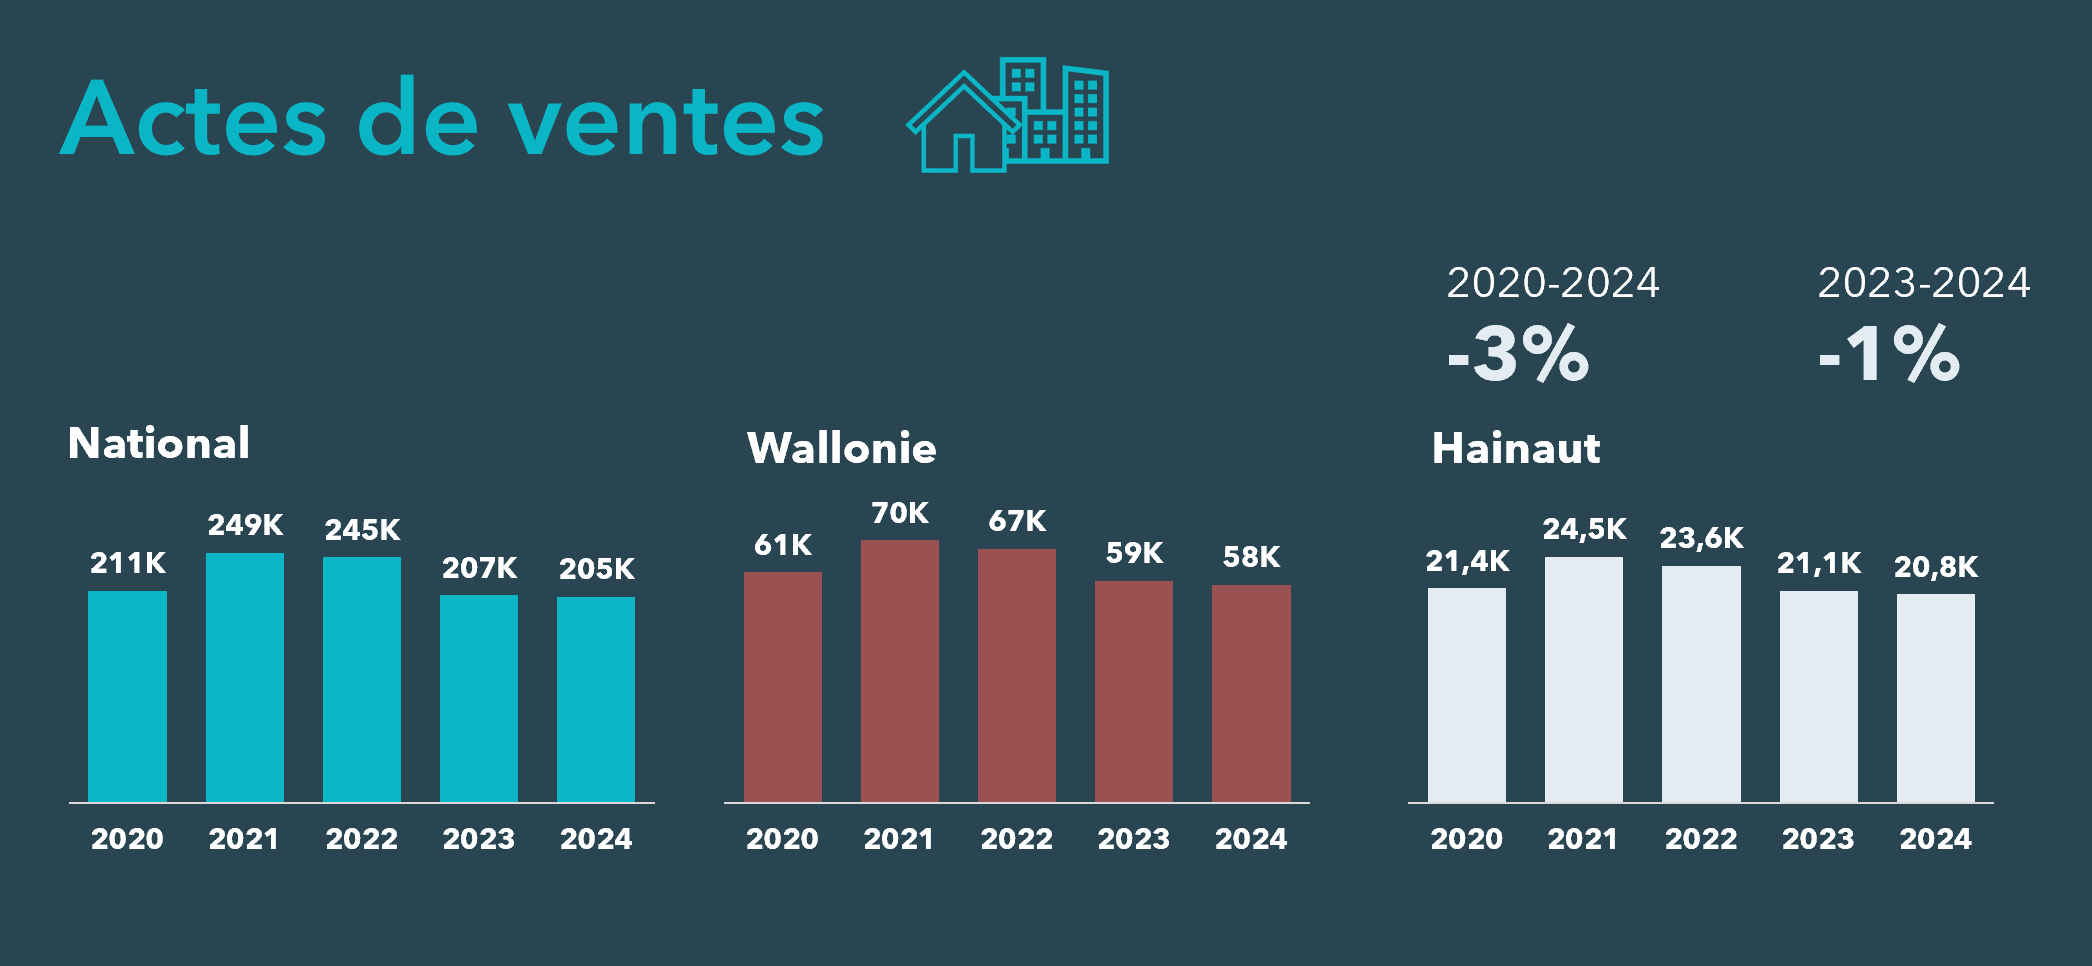 Actes de ventes
2020-2024
-3%
2023-2024
-1%
National
249K
245K
211K
207K
205K
2020 2021 2022 2023 2024
Wallonie
70K
67K
61K
59K
58K
2020 2021 2022 2023 2024
Hainaut
24,5K
23,6K
21,4K
21,1K
20,8K
2020 2021 2022 2023 2024